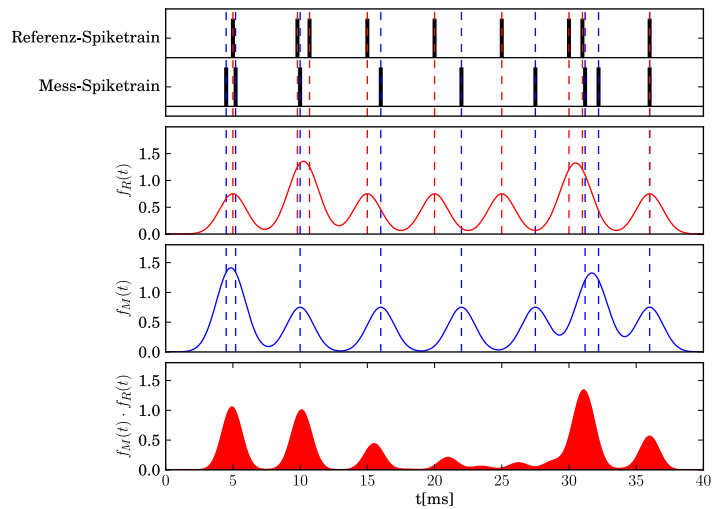 Referenz-Spiketrain
Mess-Spiketrain
f_R(t)
1.5
1.0
0.5
0.0
f_M(t)
1.5
1.0
0.5
0.0
f_M(t) · f_R(t)
1.5
1.0
0.5
0.0
0 5 10 15 20 25 30 35 40
t[ms]